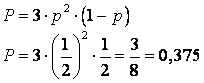 P = 3 · p² · (1 − p)
P = 3 · (1/2)² · 1/2 = 3/8 = 0,375